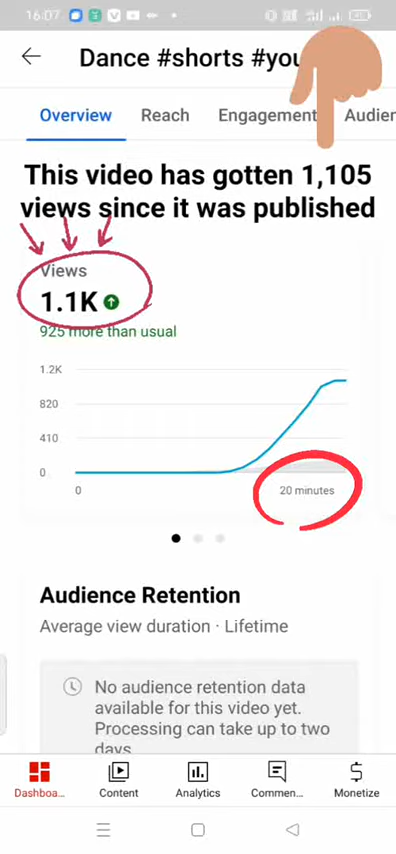 16:07
Dance #shorts #you
Overview Reach Engagement Audien
This video has gotten 1,105
views since it was published
Views
1.1K
925 more than usual
1.2K
820
410
0
0 20 minutes
Audience Retention
Average view duration · Lifetime
No audience retention data
available for this video yet.
Processing can take up to two
days
Dashboa... Content Analytics Commen... Monetize